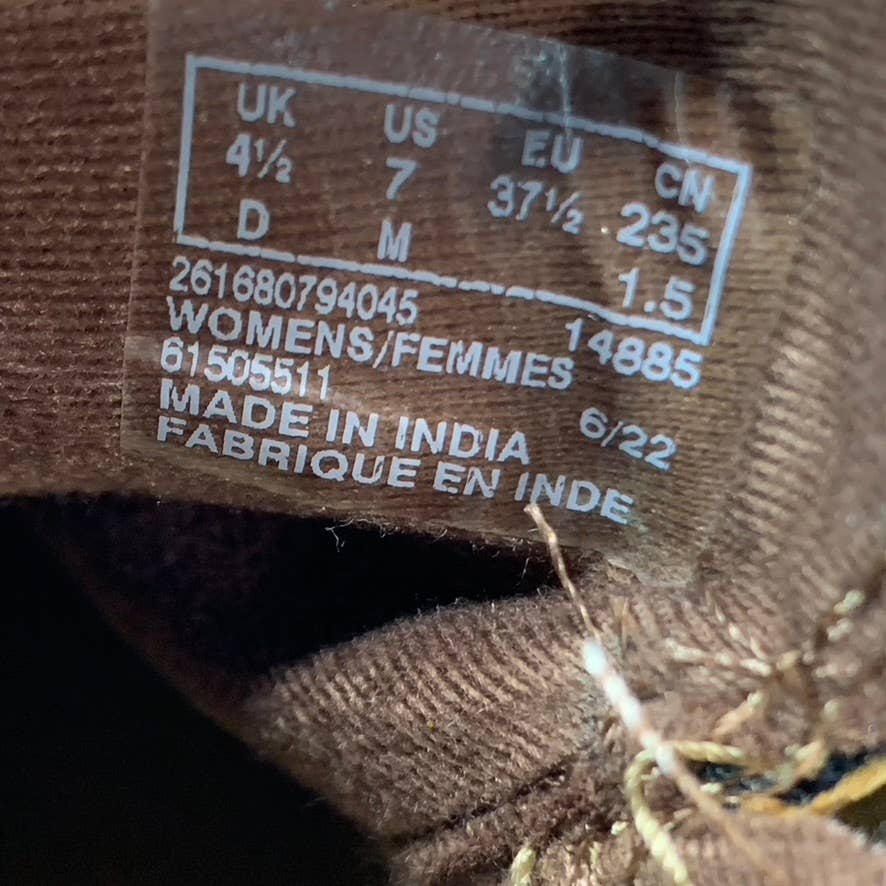 UK US EU CN
4½ 7 37½ 235
D M 1.5
261680794045 14885
WOMENS/FEMMES
61505511 6/22
MADE IN INDIA
FABRIQUE EN INDE